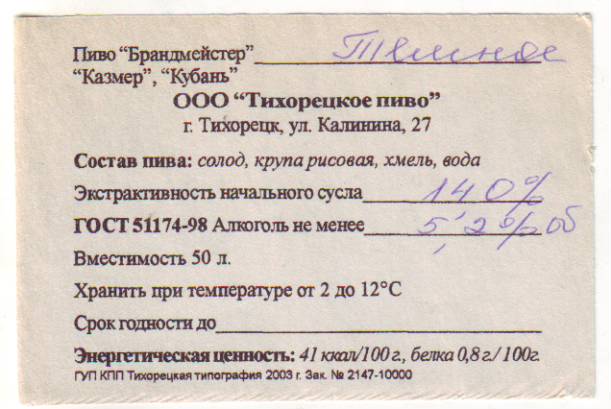 Пиво “Брандмейстер” Темное
“Казмер”, “Кубань”
ООО “Тихорецкое пиво”
г. Тихорецк, ул. Калинина, 27
Состав пива: солод, крупа рисовая, хмель, вода
Экстрактивность начального сусла 14,0%
ГОСТ 51174-98 Алкоголь не менее 5,2% об
Вместимость 50 л.
Хранить при температуре от 2 до 12°С
Срок годности до
Энергетическая ценность: 41 ккал/100 г., белка 0,8 г./ 100г.
ГУП КПП Тихорецкая типография 2003 г. Зак. № 2147-10000